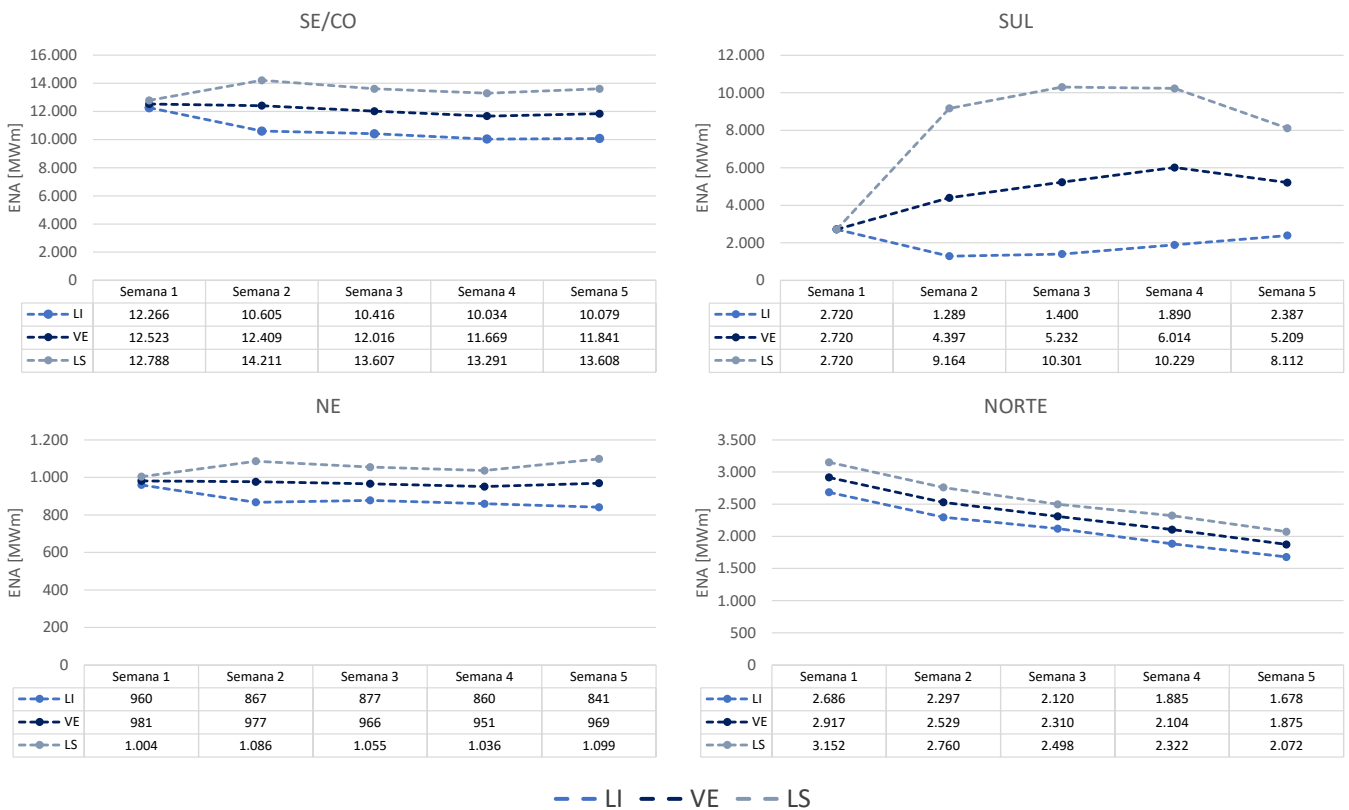 SE/CO
ENA [MWm]
16.000
14.000
12.000
10.000
8.000
6.000
4.000
2.000
0
Semana 1 Semana 2 Semana 3 Semana 4 Semana 5
LI 12.266 10.605 10.416 10.034 10.079
VE 12.523 12.409 12.016 11.669 11.841
LS 12.788 14.211 13.607 13.291 13.608
SUL
ENA [MWm]
12.000
10.000
8.000
6.000
4.000
2.000
0
Semana 1 Semana 2 Semana 3 Semana 4 Semana 5
LI 2.720 1.289 1.400 1.890 2.387
VE 2.720 4.397 5.232 6.014 5.209
LS 2.720 9.164 10.301 10.229 8.112
NE
ENA [MWm]
1.200
1.000
800
600
400
200
0
Semana 1 Semana 2 Semana 3 Semana 4 Semana 5
LI 960 867 877 860 841
VE 981 977 966 951 969
LS 1.004 1.086 1.055 1.036 1.099
NORTE
ENA [MWm]
3.500
3.000
2.500
2.000
1.500
1.000
500
0
Semana 1 Semana 2 Semana 3 Semana 4 Semana 5
LI 2.686 2.297 2.120 1.885 1.678
VE 2.917 2.529 2.310 2.104 1.875
LS 3.152 2.760 2.498 2.322 2.072
LI VE LS